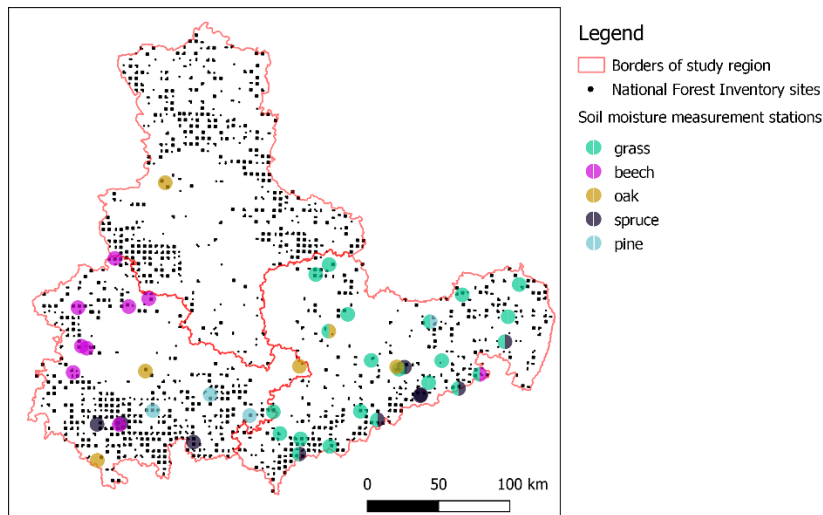 Legend
Borders of study region
National Forest Inventory sites
Soil moisture measurement stations
grass
beech
oak
spruce
pine
0 50 100 km